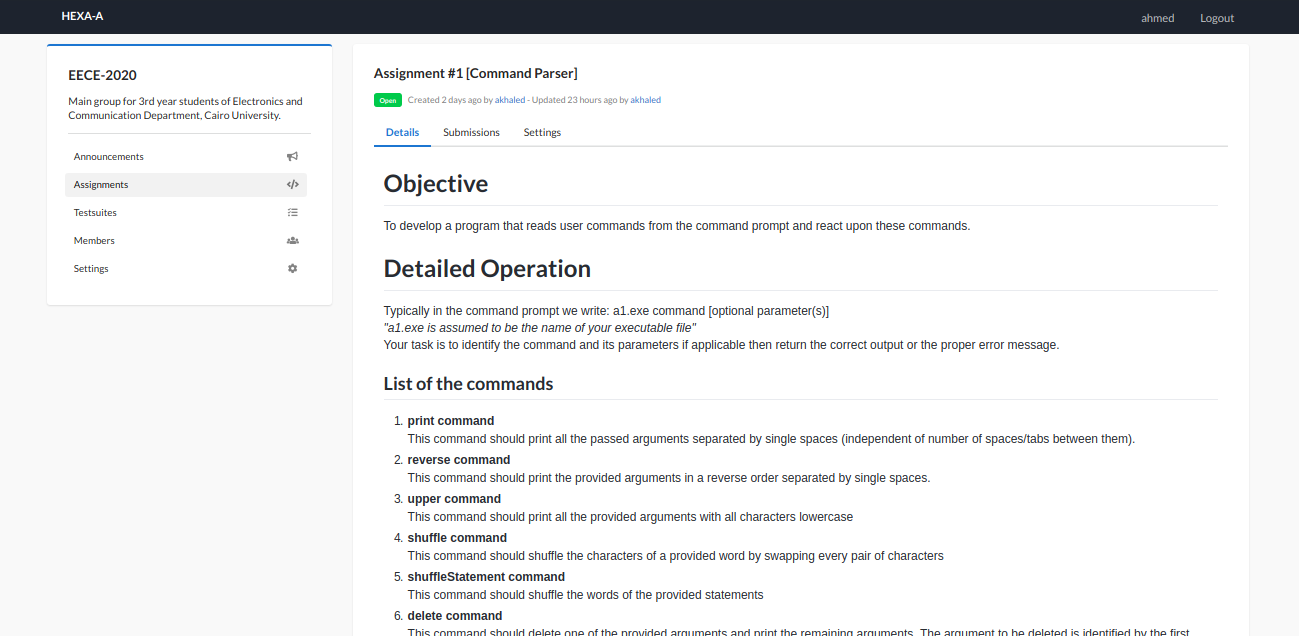 HEXA-A
ahmed Logout
EECE-2020
Main group for 3rd year students of Electronics and
Communication Department, Cairo University.
Announcements
Assignments
Testsuites
Members
Settings
Assignment #1 [Command Parser]
Open Created 2 days ago by akhaled - Updated 23 hours ago by akhaled
Details Submissions Settings
Objective
To develop a program that reads user commands from the command prompt and react upon these commands.
Detailed Operation
Typically in the command prompt we write: a1.exe command [optional parameter(s)]
"a1.exe is assumed to be the name of your executable file"
Your task is to identify the command and its parameters if applicable then return the correct output or the proper error message.
List of the commands
1. print command
This command should print all the passed arguments separated by single spaces (independent of number of spaces/tabs between them).
2. reverse command
This command should print the provided arguments in a reverse order separated by single spaces.
3. upper command
This command should print all the provided arguments with all characters lowercase
4. shuffle command
This command should shuffle the characters of a provided word by swapping every pair of characters
5. shuffleStatement command
This command should shuffle the words of the provided statements
6. delete command
This command should delete one of the provided arguments and print the remaining arguments. The argument to be deleted is identified by the first